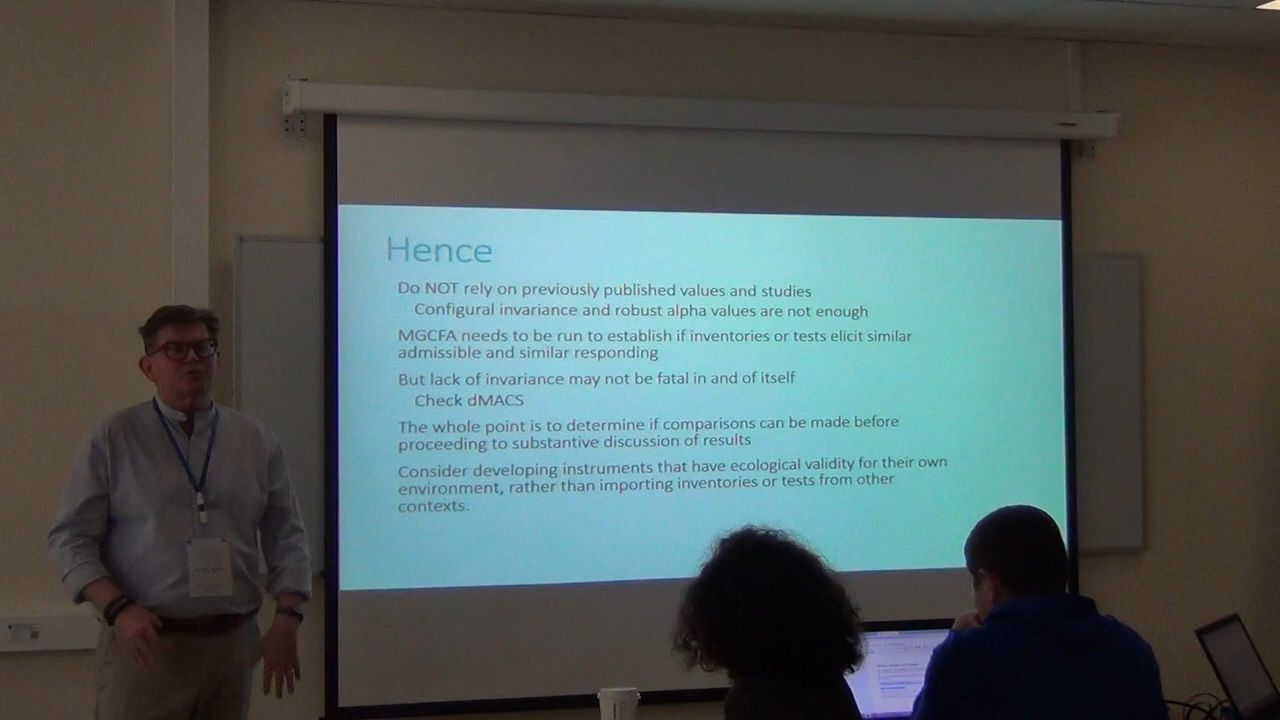 Hence
Do NOT rely on previously published values and studies
Configural invariance and robust alpha values are not enough
MGCFA needs to be run to establish if inventories or tests elicit similar
admissible and similar responding
But lack of invariance may not be fatal in and of itself
Check dMACS
The whole point is to determine if comparisons can be made before
proceeding to substantive discussion of results
Consider developing instruments that have ecological validity for their own
environment, rather than importing inventories or tests from other
contexts.